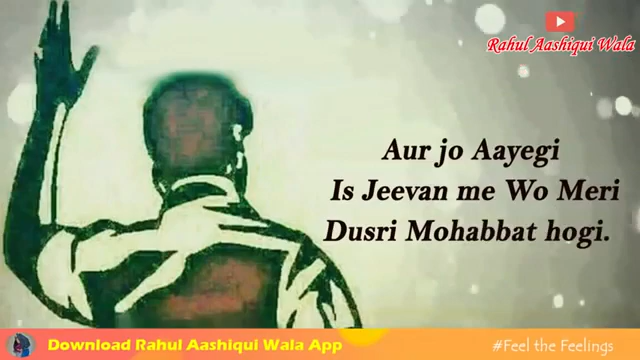 Rahul Aashiqui Wala
Aur jo Aayegi
Is Jeevan me Wo Meri
Dusri Mohabbat hogi.
Download Rahul Aashiqui Wala App
#Feel the Feelings